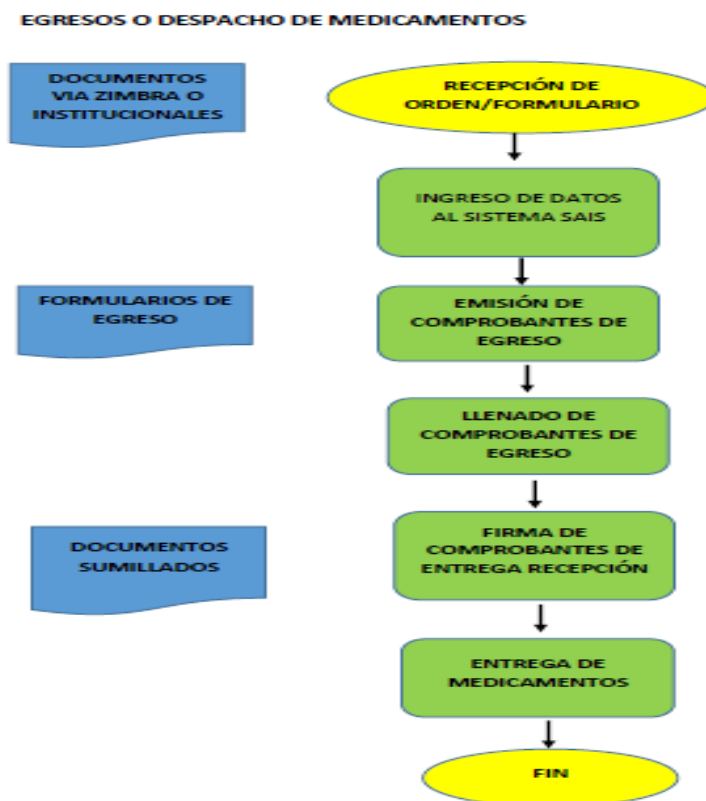 EGRESOS O DESPACHO DE MEDICAMENTOS
DOCUMENTOS
VIA ZIMBRA O
INSTITUCIONALES
RECEPCIÓN DE
ORDEN/FORMULARIO
INGRESO DE DATOS
AL SISTEMA SAIS
FORMULARIOS DE
EGRESO
EMISIÓN DE
COMPROBANTES DE
EGRESO
LLENADO DE
COMPROBANTES DE
EGRESO
DOCUMENTOS
SUMILLADOS
FIRMA DE
COMPROBANTES DE
ENTREGA RECEPCIÓN
ENTREGA DE
MEDICAMENTOS
FIN